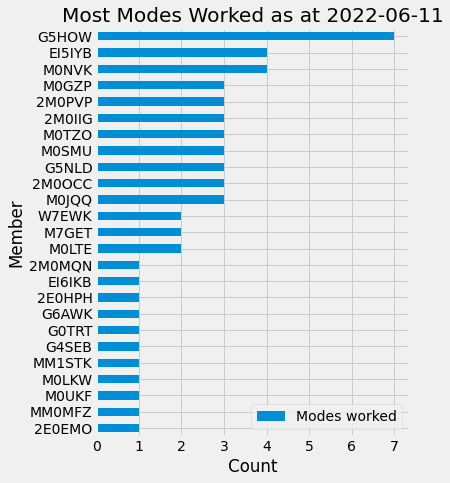 Most Modes Worked as at 2022-06-11
G5HOW
EI5IYB
M0NVK
M0GZP
2M0PVP
2M0IIG
M0TZO
M0SMU
G5NLD
2M0OCC
M0JQQ
W7EWK
M7GET
M0LTE
2M0MQN
EI6IKB
2E0HPH
G6AWK
G0TRT
G4SEB
MM1STK
M0LKW
M0UKF
MM0MFZ
2E0EMO
Member
Modes worked
0 1 2 3 4 5 6 7
Count